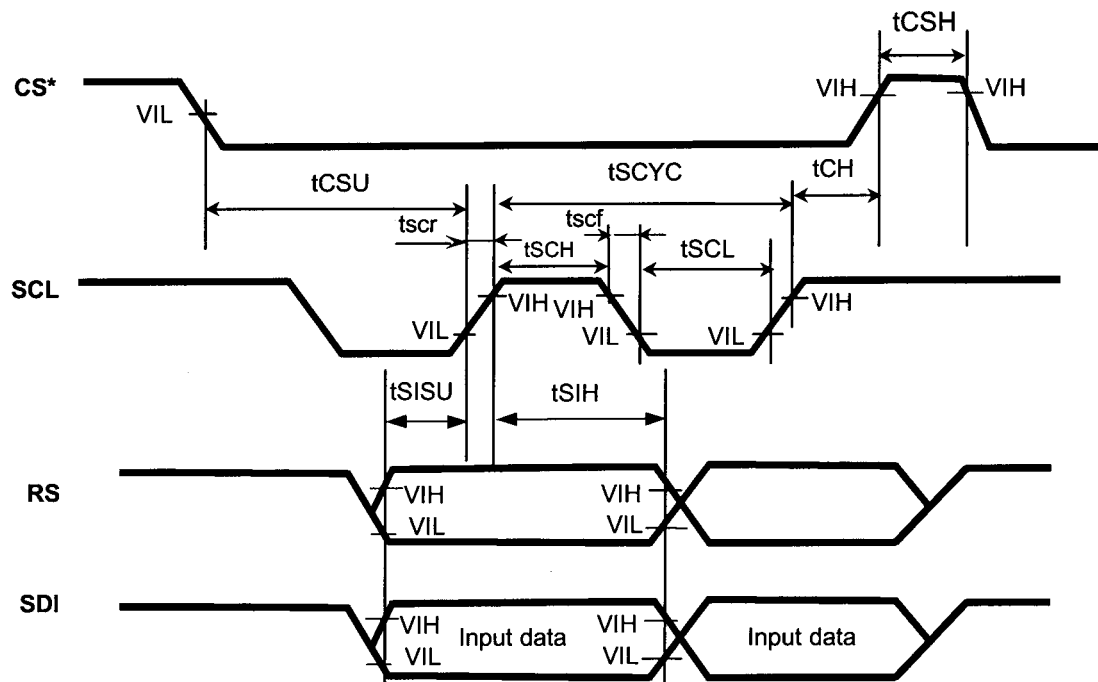 tCSH
CS*
VIL
VIH
VIH
tCSU
tSCYC
tCH
tscr
tscf
tSCH
tSCL
SCL
VIH
VIH
VIL
VIL
VIL
VIH
tSISU
tSIH
RS
VIH
VIH
VIL
VIL
SDI
VIH
Input data
VIH
Input data
VIL
VIL